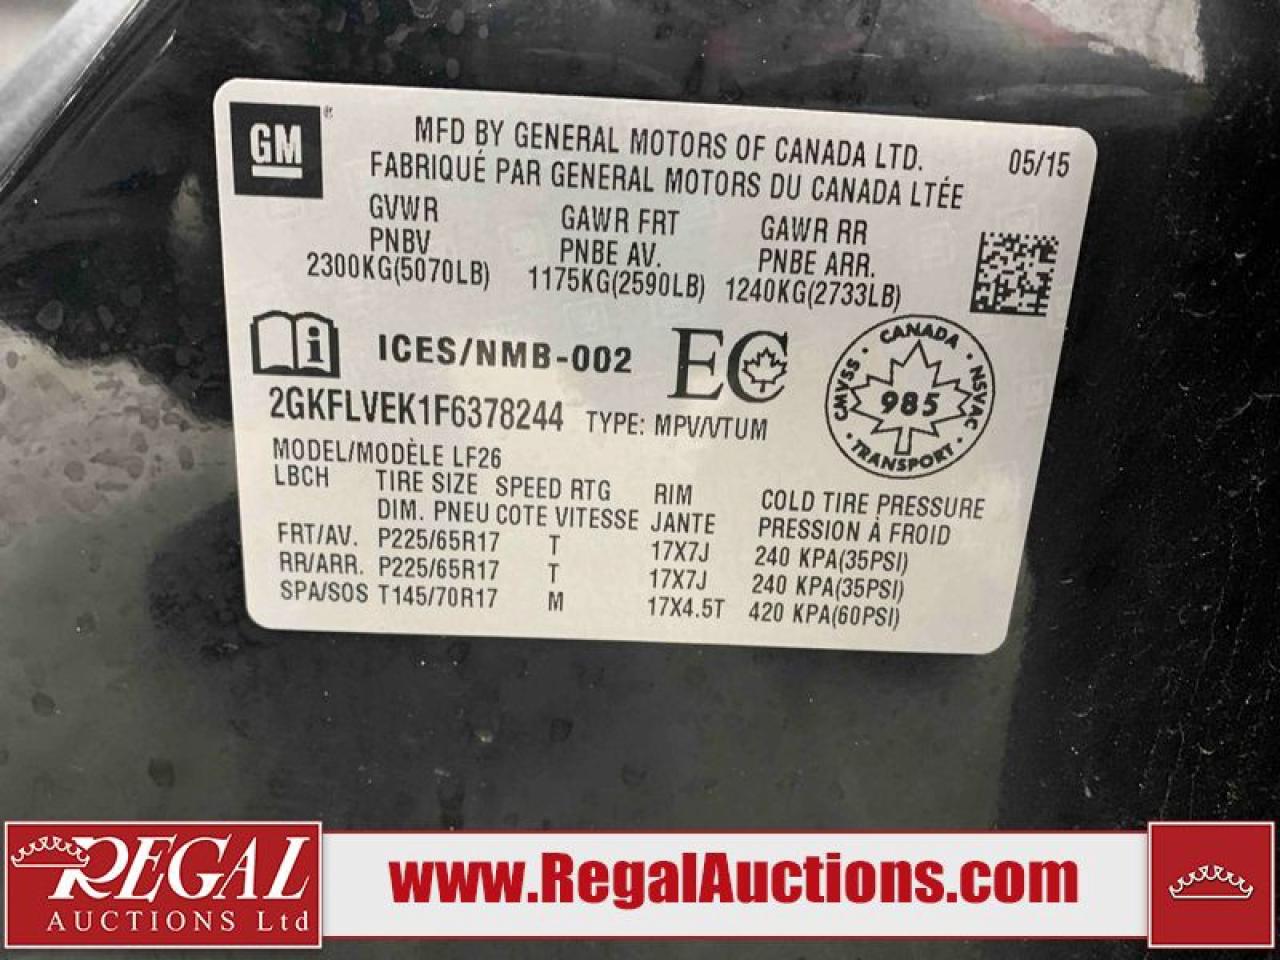 GM®
MFD BY GENERAL MOTORS OF CANADA LTD. 05/15
FABRIQUÉ PAR GENERAL MOTORS DU CANADA LTÉE
GVWR GAWR FRT GAWR RR
PNBV PNBE AV. PNBE ARR.
2300KG(5070LB) 1175KG(2590LB) 1240KG(2733LB)
i ICES/NMB-002 EC
CANADA
CMVSS • NSVAC
985
• TRANSPORT •
2GKFLVEK1F6378244 TYPE: MPV/VTUM
MODEL/MODÈLE LF26
LBCH TIRE SIZE SPEED RTG RIM COLD TIRE PRESSURE
DIM. PNEU COTE VITESSE JANTE PRESSION À FROID
FRT/AV. P225/65R17 T 17X7J 240 KPA(35PSI)
RR/ARR. P225/65R17 T 17X7J 240 KPA(35PSI)
SPA/SOS T145/70R17 M 17X4.5T 420 KPA(60PSI)
REGAL
AUCTIONS Ltd
www.RegalAuctions.com